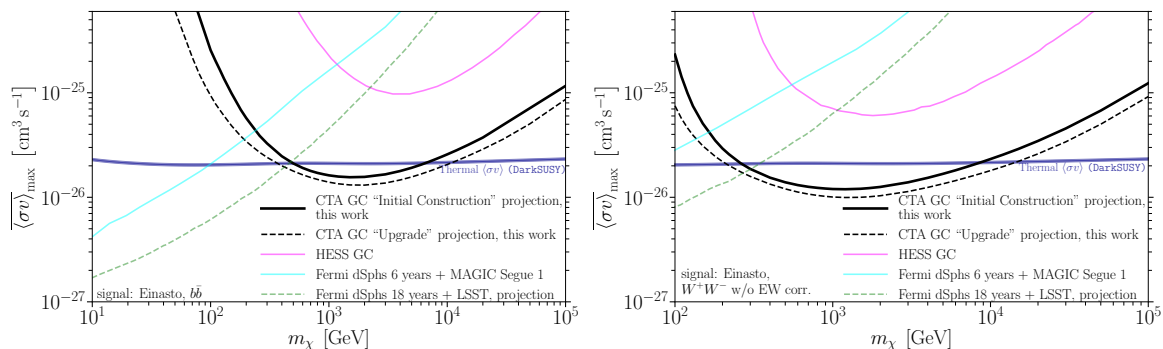 10^{-25}
10^{-26}
10^{-27}
\overline{⟨σv⟩}_{max} [cm^3 s^{-1}]
Thermal ⟨σv⟩ (DarkSUSY)
CTA GC “Initial Construction” projection,
this work
CTA GC “Upgrade” projection, this work
HESS GC
Fermi dSphs 6 years + MAGIC Segue 1
Fermi dSphs 18 years + LSST, projection
signal: Einasto, b\bar{b}
10^1 10^2 10^3 10^4 10^5
m_χ [GeV]
10^{-25}
10^{-26}
10^{-27}
\overline{⟨σv⟩}_{max} [cm^3 s^{-1}]
Thermal ⟨σv⟩ (DarkSUSY)
CTA GC “Initial Construction” projection,
this work
CTA GC “Upgrade” projection, this work
HESS GC
Fermi dSphs 6 years + MAGIC Segue 1
Fermi dSphs 18 years + LSST, projection
signal: Einasto,
W^+W^- w/o EW corr.
10^2 10^3 10^4 10^5
m_χ [GeV]